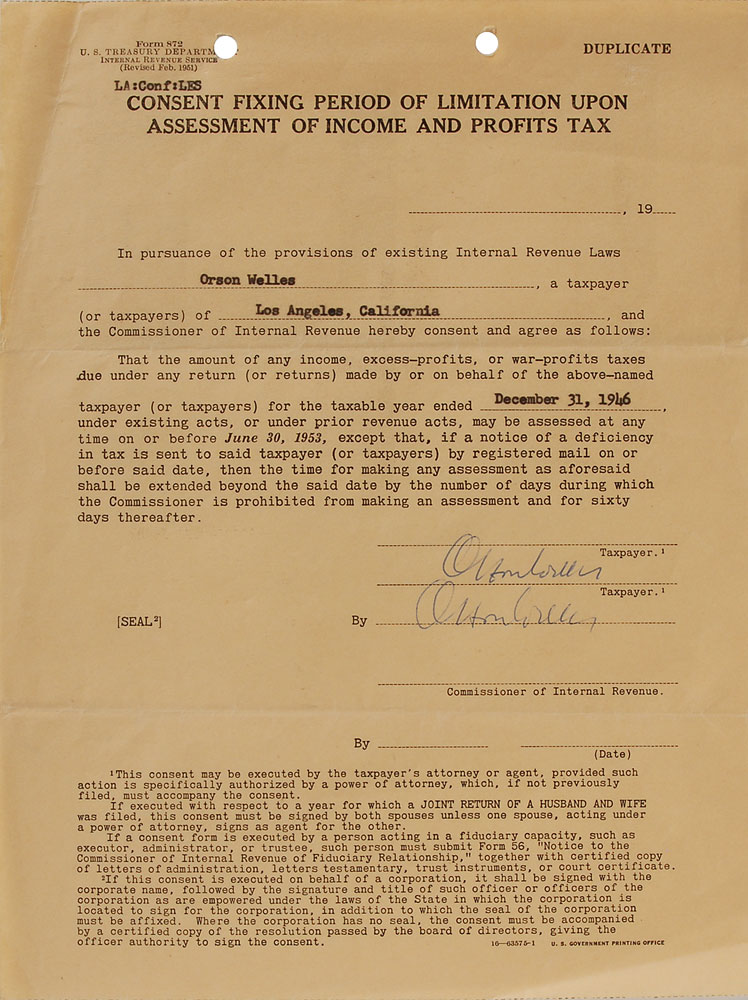 Form 872
U. S. TREASURY DEPARTM
INTERNAL REVENUE SERVICE
(Revised Feb. 1951)
DUPLICATE
LA:Conf:LES
CONSENT FIXING PERIOD OF LIMITATION UPON
ASSESSMENT OF INCOME AND PROFITS TAX
, 19
In pursuance of the provisions of existing Internal Revenue Laws
Orson Welles, a taxpayer
(or taxpayers) of Los Angeles, California, and
the Commissioner of Internal Revenue hereby consent and agree as follows:
That the amount of any income, excess-profits, or war-profits taxes
due under any return (or returns) made by or on behalf of the above-named
taxpayer (or taxpayers) for the taxable year ended December 31, 1946,
under existing acts, or under prior revenue acts, may be assessed at any
time on or before June 30, 1953, except that, if a notice of a deficiency
in tax is sent to said taxpayer (or taxpayers) by registered mail on or
before said date, then the time for making any assessment as aforesaid
shall be extended beyond the said date by the number of days during which
the Commissioner is prohibited from making an assessment and for sixty
days thereafter.
Taxpayer.¹
Orson Welles
Taxpayer.¹
[SEAL²] By Orson Welles
Commissioner of Internal Revenue.
By
(Date)
¹This consent may be executed by the taxpayer's attorney or agent, provided such
action is specifically authorized by a power of attorney, which, if not previously
filed, must accompany the consent.
If executed with respect to a year for which a JOINT RETURN OF A HUSBAND AND WIFE
was filed, this consent must be signed by both spouses unless one spouse, acting under
a power of attorney, signs as agent for the other.
If a consent form is executed by a person acting in a fiduciary capacity, such as
executor, administrator, or trustee, such person must submit Form 56, "Notice to the
Commissioner of Internal Revenue of Fiduciary Relationship," together with certified copy
of letters of administration, letters testamentary, trust instruments, or court certificate.
²If this consent is executed on behalf of a corporation, it shall be signed with the
corporate name, followed by the signature and title of such officer or officers of the
corporation as are empowered under the laws of the State in which the corporation is
located to sign for the corporation, in addition to which the seal of the corporation
must be affixed. Where the corporation has no seal, the consent must be accompanied
by a certified copy of the resolution passed by the board of directors, giving the
officer authority to sign the consent.
16—63575-1 U. S. GOVERNMENT PRINTING OFFICE